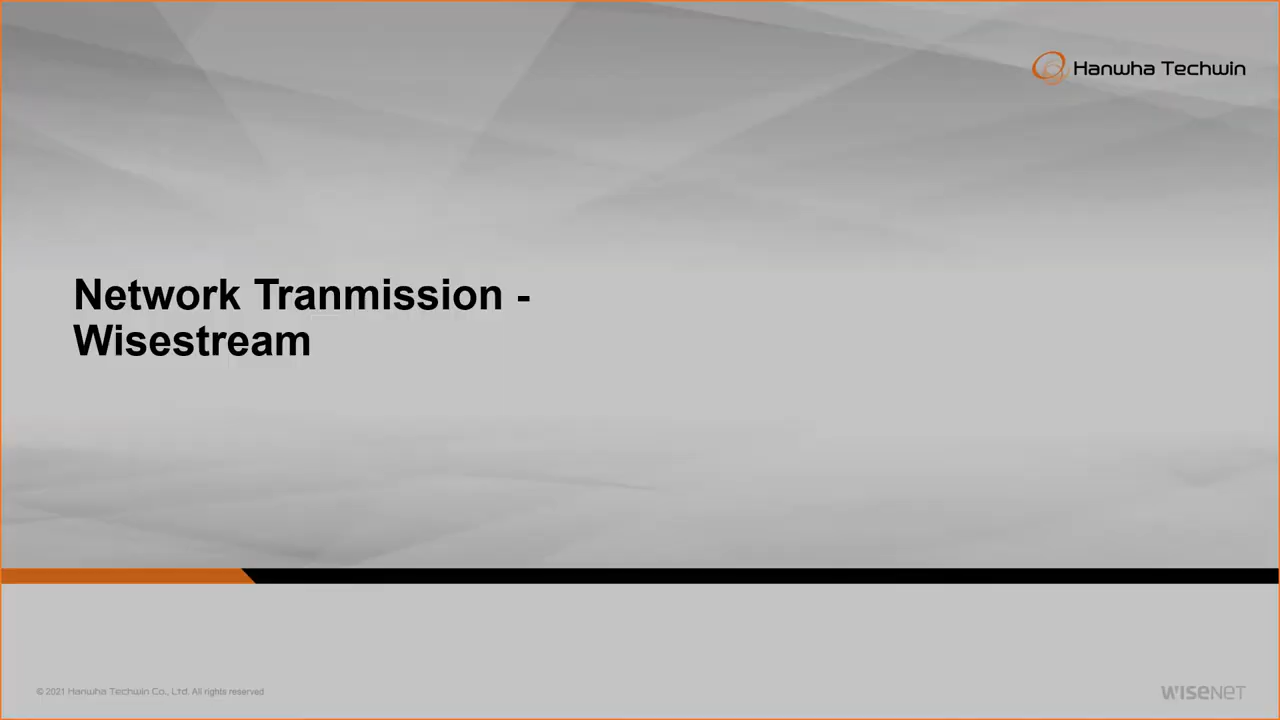 Hanwha Techwin
Network Tranmission -
Wisestream
© 2021 Hanwha Techwin Co., Ltd. All rights reserved
WISENET